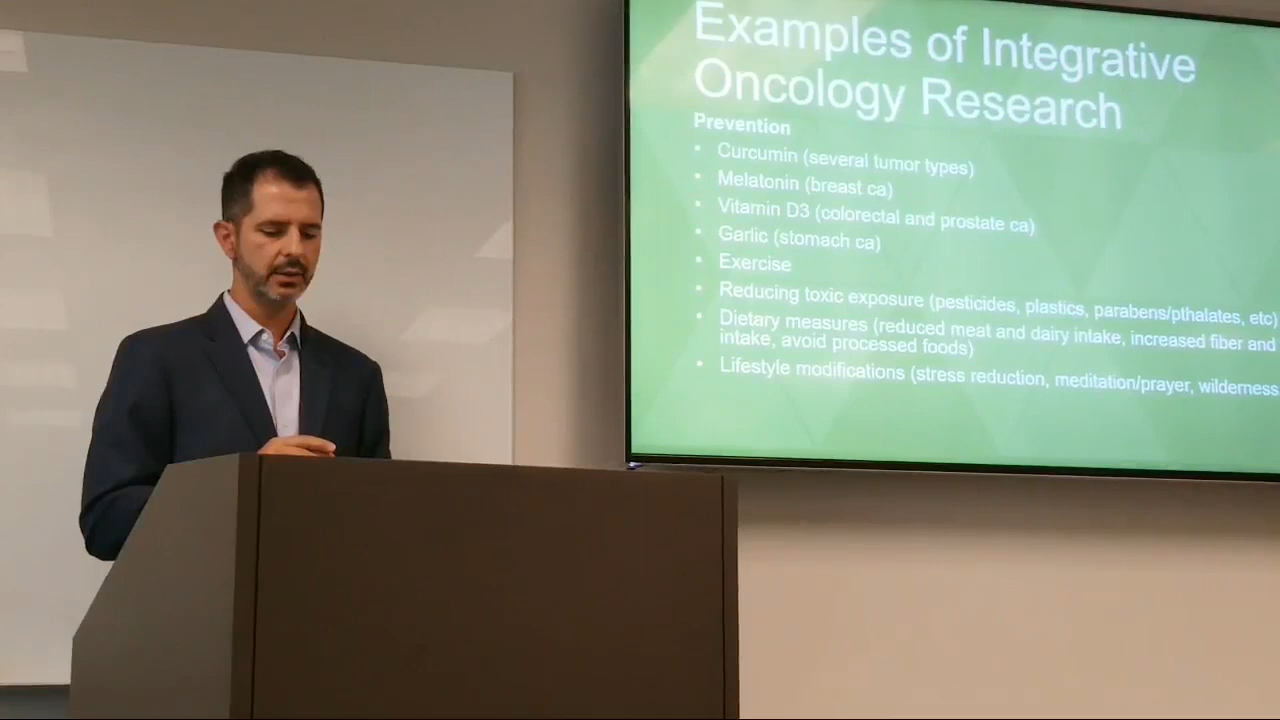 Examples of Integrative
Oncology Research
Prevention
• Curcumin (several tumor types)
• Melatonin (breast ca)
• Vitamin D3 (colorectal and prostate ca)
• Garlic (stomach ca)
• Exercise
• Reducing toxic exposure (pesticides, plastics, parabens/pthalates, etc)
• Dietary measures (reduced meat and dairy intake, increased fiber and
intake, avoid processed foods)
• Lifestyle modifications (stress reduction, meditation/prayer, wilderness